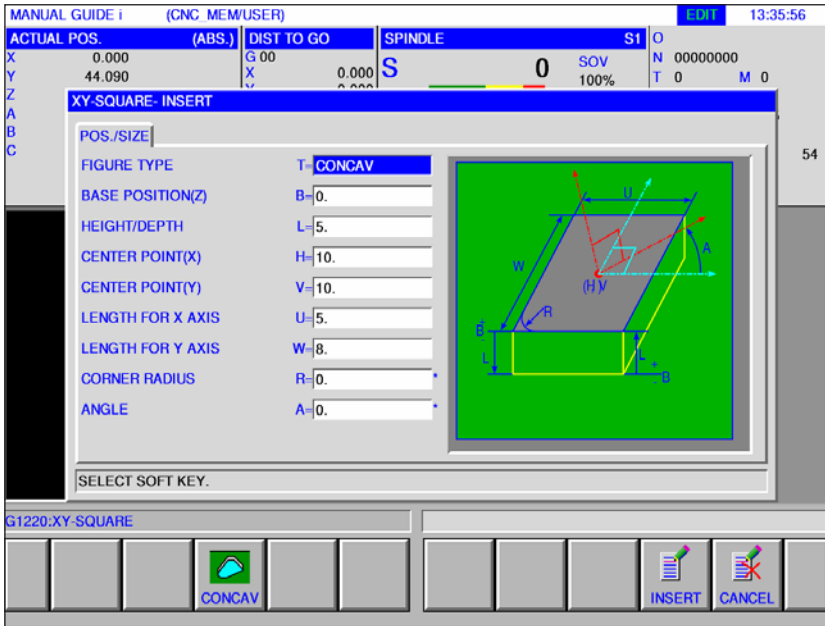 MANUAL GUIDE i (CNC_MEM/USER) EDIT 13:35:56
ACTUAL POS. (ABS.) DIST TO GO SPINDLE S1 O
X 0.000 G 00 S 0 SOV N 00000000
Y 44.090 X 0.000 100% T 0 M 0
Z
A
B
C 54
XY-SQUARE- INSERT
POS./SIZE
FIGURE TYPE T=CONCAV
BASE POSITION(Z) B=0.
HEIGHT/DEPTH L=5.
CENTER POINT(X) H=10.
CENTER POINT(Y) V=10.
LENGTH FOR X AXIS U=5.
LENGTH FOR Y AXIS W=8.
CORNER RADIUS R=0. *
ANGLE A=0. *
U
W
A
(H,V)
R
B
+
-
L
L
+
-
B
SELECT SOFT KEY.
G1220:XY-SQUARE
CONCAV INSERT CANCEL